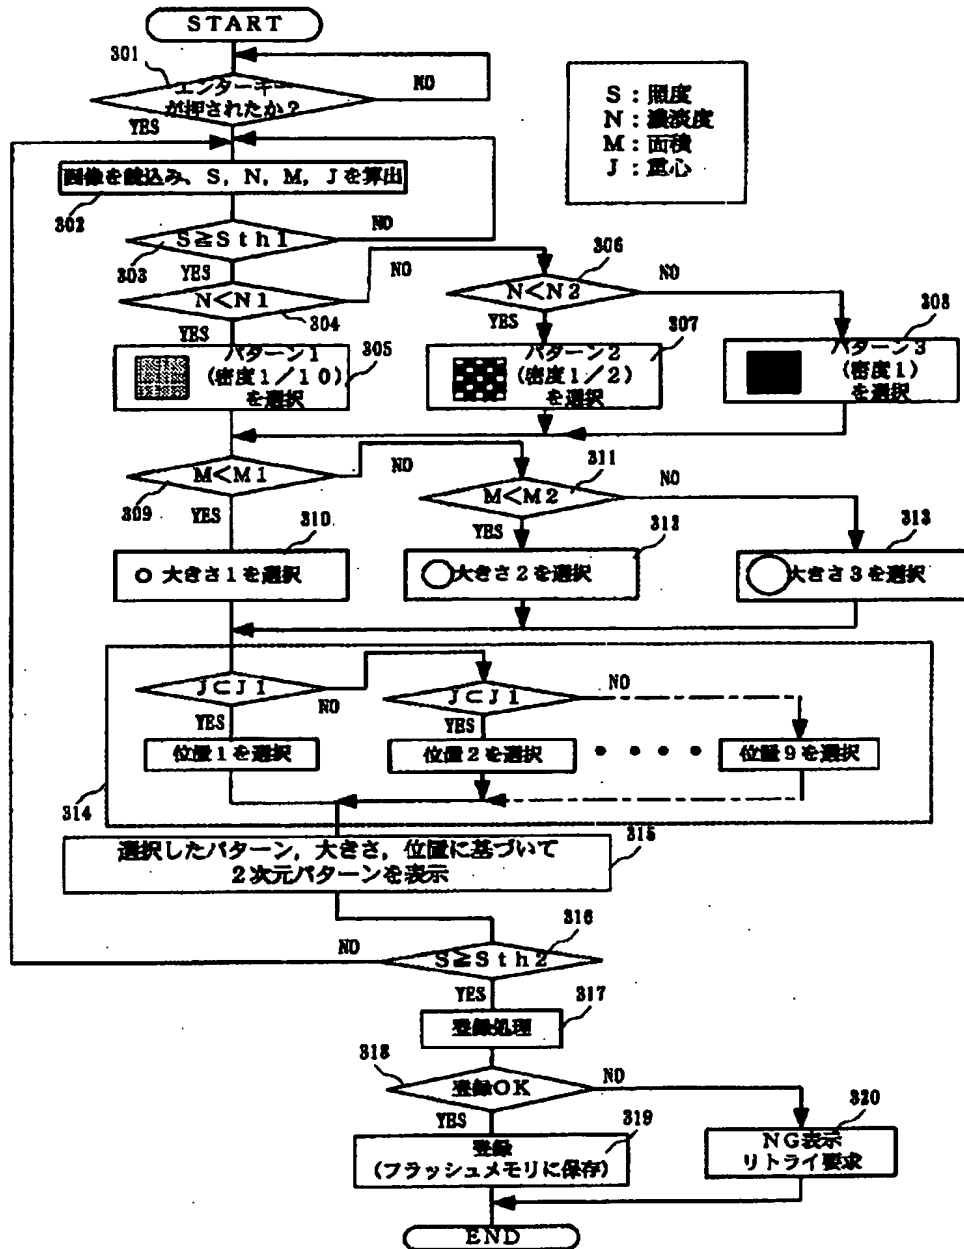 START
301
エンターキー
が押されたか?
NO
YES
S:照度
N:濃淡度
M:面積
J:重心
画像を読込み、S,N,M,Jを算出
302
S≧Sth1
NO
303
YES
N<N1
NO
304
YES
306
N<N2
NO
YES
305
パターン1
(密度1/10)
を選択
307
パターン2
(密度1/2)
を選択
308
パターン3
(密度1)
を選択
M<M1
NO
309
YES
311
M<M2
NO
YES
310
大きさ1を選択
312
大きさ2を選択
313
大きさ3を選択
J⊂J1
NO
YES
J⊂J1
NO
YES
位置1を選択
位置2を選択
・・・・
位置9を選択
314
315
選択したパターン,大きさ,位置に基づいて
2次元パターンを表示
316
NO
S≧Sth2
YES
317
登録処理
318
登録OK
NO
YES
319
登録
(フラッシュメモリに保存)
320
NG表示
リトライ要求
END